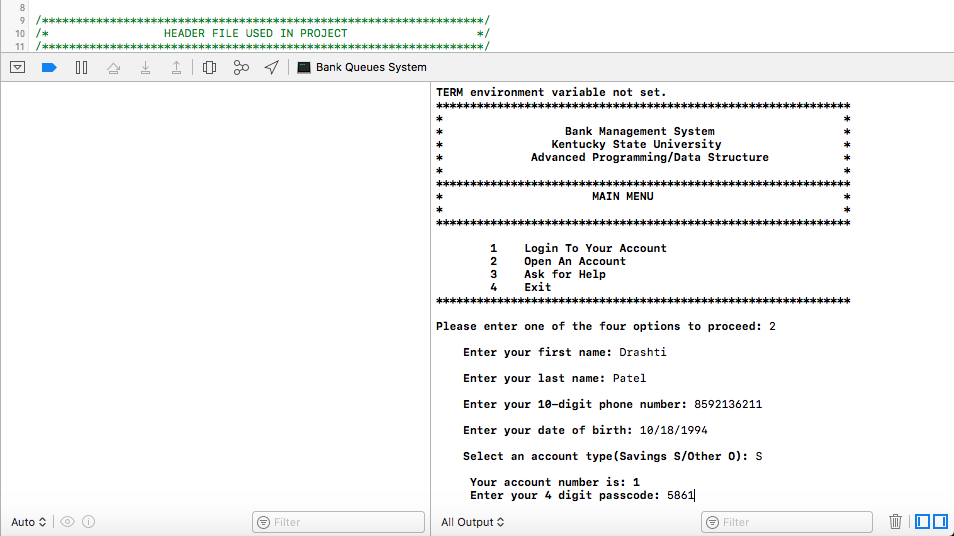 8
9 /*****************************************************************/
10 /* HEADER FILE USED IN PROJECT */
11 /*****************************************************************/
Bank Queues System
TERM environment variable not set.
*************************************************************
* *
* Bank Management System *
* Kentucky State University *
* Advanced Programming/Data Structure *
* *
*************************************************************
* MAIN MENU *
* *
*************************************************************
1 Login To Your Account
2 Open An Account
3 Ask for Help
4 Exit
*************************************************************
Please enter one of the four options to proceed: 2
Enter your first name: Drashti
Enter your last name: Patel
Enter your 10-digit phone number: 8592136211
Enter your date of birth: 10/18/1994
Select an account type(Savings S/Other O): S
Your account number is: 1
Enter your 4 digit passcode: 5861
Auto Filter All Output Filter